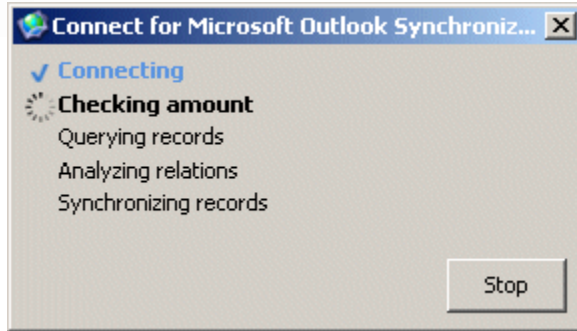 Connect for Microsoft Outlook Synchroniz...
Connecting
Checking amount
Querying records
Analyzing relations
Synchronizing records
Stop